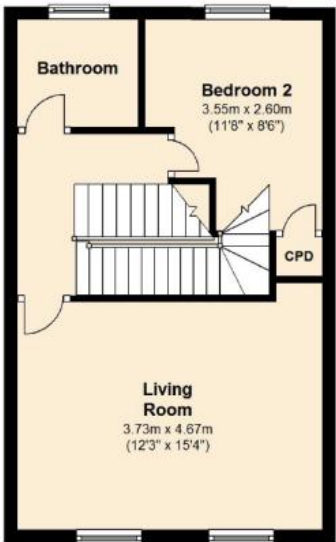 Bathroom
Bedroom 2
3.55m x 2.60m
(11'8" x 8'6")
CPD
Living
Room
3.73m x 4.67m
(12'3" x 15'4")